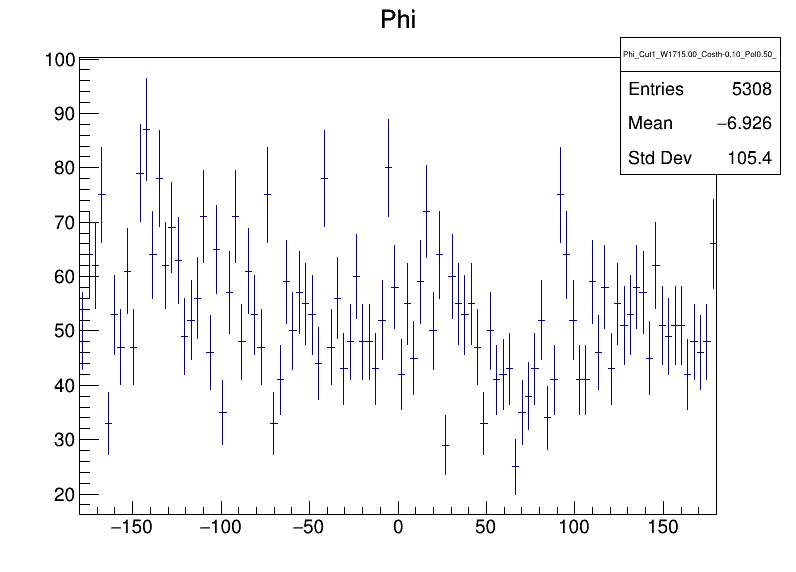 Phi
Phi_Cut1_W1715.00_Costh-0.10_Pol0.50_
Entries 5308
Mean −6.926
Std Dev 105.4
100
90
80
70
60
50
40
30
20
−150 −100 −50 0 50 100 150